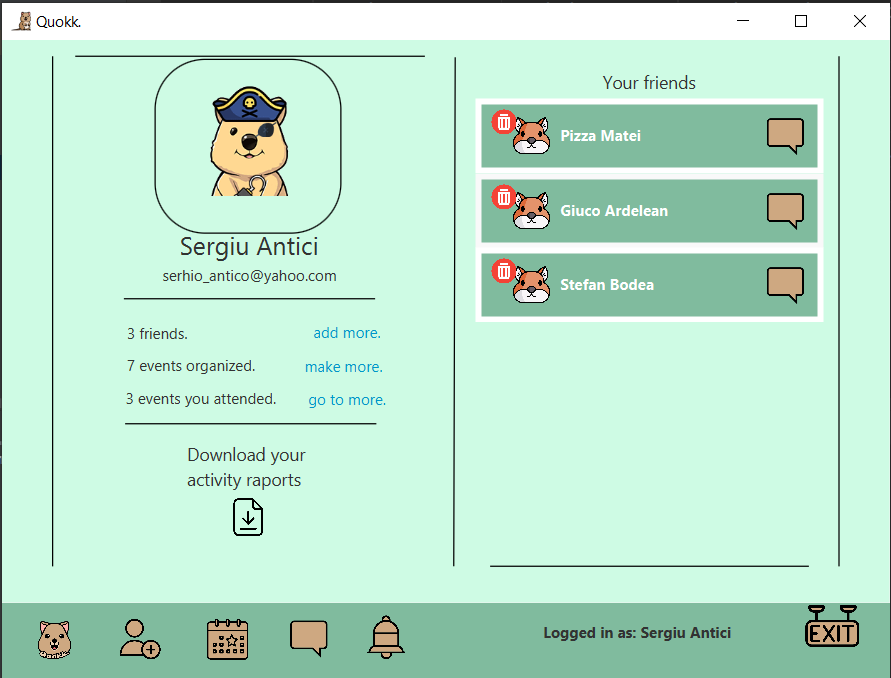 Quokk.
Sergiu Antici
serhio_antico@yahoo.com
3 friends.
add more.
7 events organized.
make more.
3 events you attended.
go to more.
Download your
activity raports
Your friends
Pizza Matei
Giuco Ardelean
Stefan Bodea
Logged in as: Sergiu Antici
EXIT